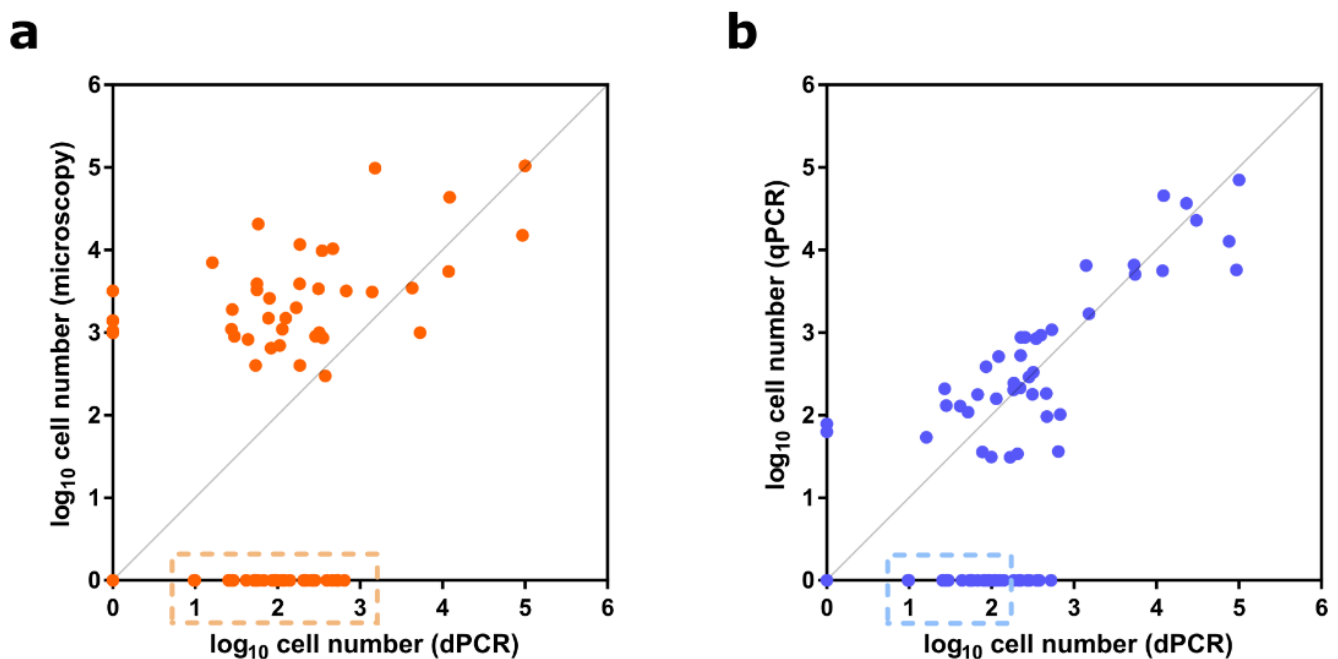 a
b
log₁₀ cell number (microscopy)
6
5
4
3
2
1
0
0 1 2 3 4 5 6
log₁₀ cell number (dPCR)
log₁₀ cell number (qPCR)
6
5
4
3
2
1
0
0 1 2 3 4 5 6
log₁₀ cell number (dPCR)